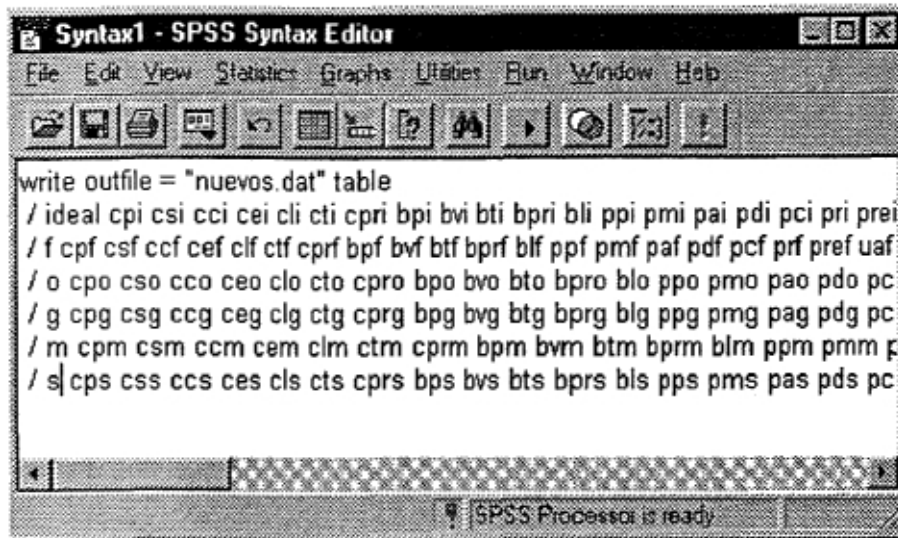 Syntax1 - SPSS Syntax Editor
File Edit View Statistics Graphs Utilities Run Window Help
write outfile = "nuevos.dat" table
/ ideal cpi csi cci cei cli cti cpri bpi bvi bti bpri bli ppi pmi pai pdi pci pri prei
/ f cpf csf ccf cef clf ctf cprf bpf bvf btf bprf blf ppf pmf paf pdf pcf prf pref uaf
/ o cpo cso cco ceo clo cto cpro bpo bvo bto bpro blo ppo pmo pao pdo pc
/ g cpg csg ccg ceg clg ctg cprg bpg bvg btg bprg blg ppg pmg pag pdg pc
/ m cpm csm ccm cem clm ctm cprm bpm bvm btm bprm blm ppm pmm p
/ s cps css ccs ces cls cts cprs bps bvs bts bprs bls pps pms pas pds pc
SPSS Processor is ready